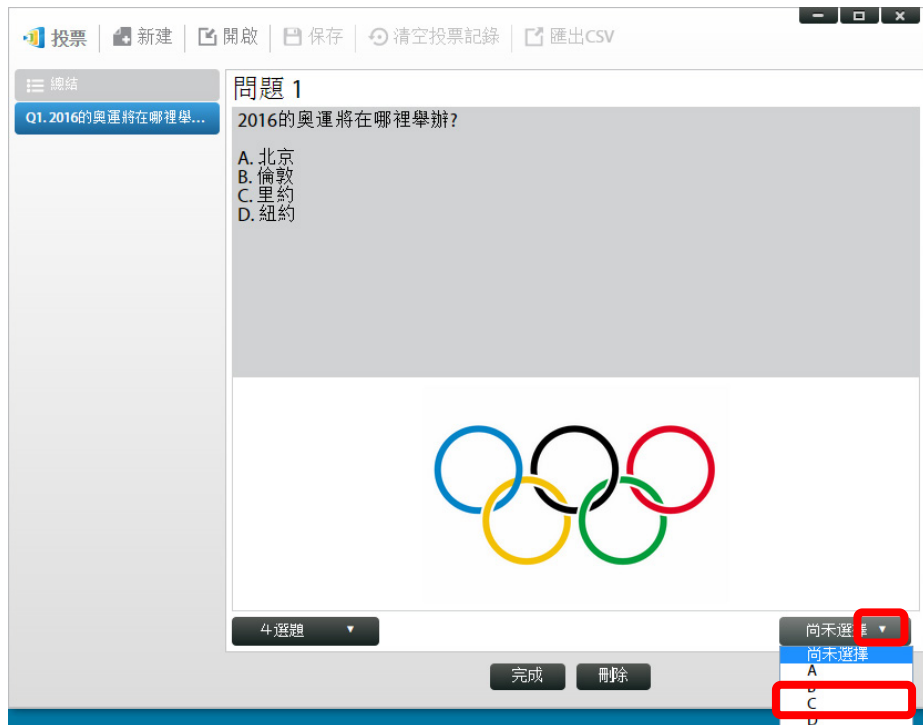 投票 新建 開啟 保存 清空投票記錄 匯出CSV
總結
Q1. 2016的奧運將在哪裡舉...
問題 1
2016的奧運將在哪裡舉辦?
A. 北京
B. 倫敦
C. 里約
D. 紐約
4選題
尚未選擇
尚未選擇
A
B
C
D
完成 刪除